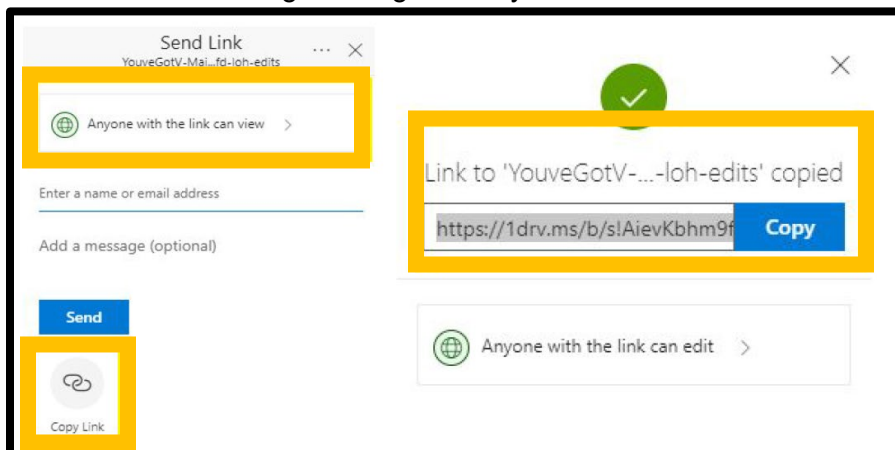 Send Link
YouveGotV-Mai...fd-loh-edits
Anyone with the link can view
Enter a name or email address
Add a message (optional)
Send
Copy Link
Link to 'YouveGotV-...-loh-edits' copied
https://1drv.ms/b/s!AievKbhm9f
Copy
Anyone with the link can edit